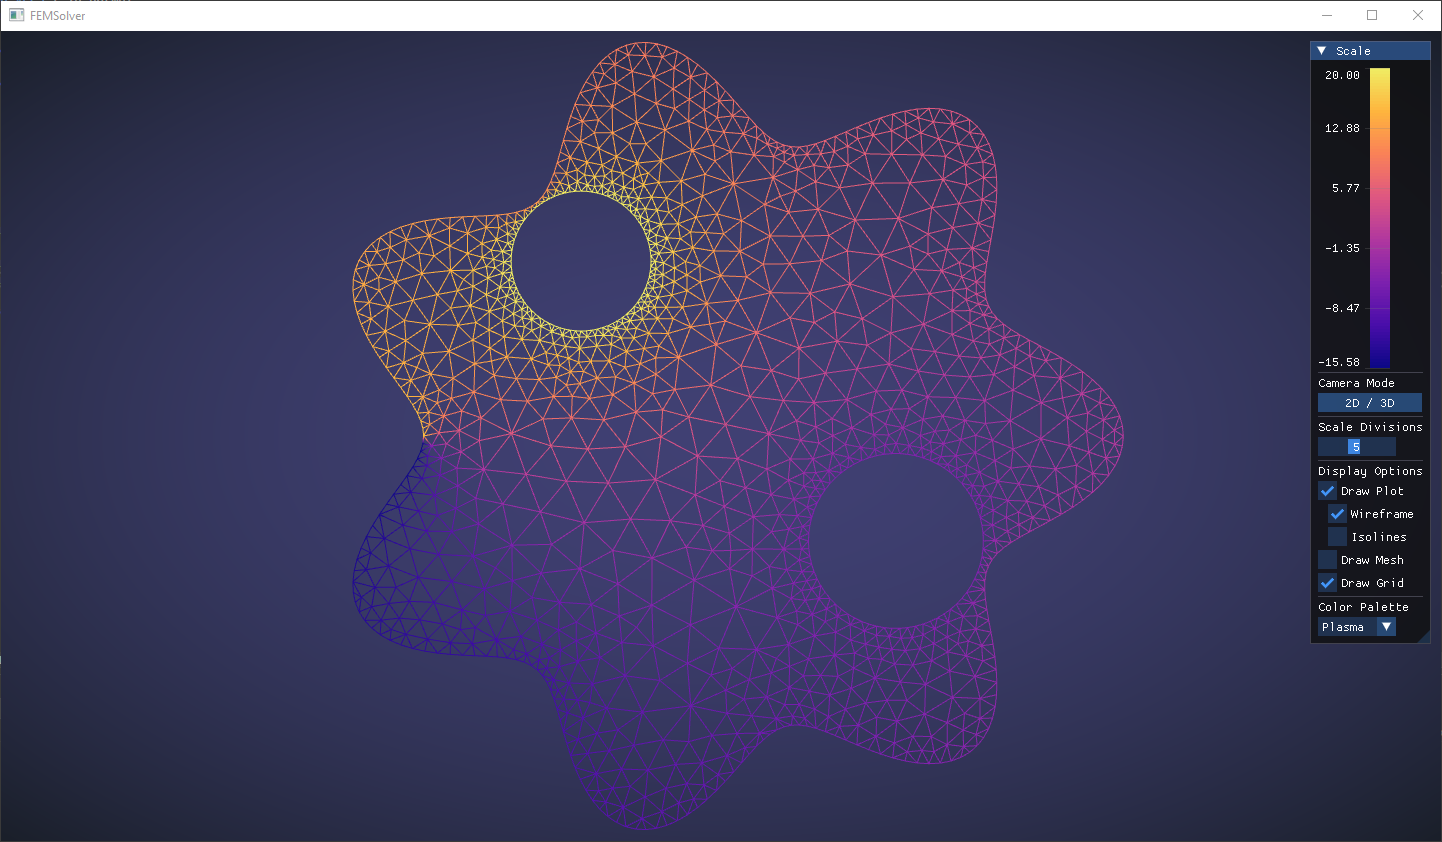 FEMSolver
Scale
20.00
12.88
5.77
-1.35
-8.47
-15.58
Camera Mode
2D / 3D
Scale Divisions
5
Display Options
Draw Plot
Wireframe
Isolines
Draw Mesh
Draw Grid
Color Palette
Plasma